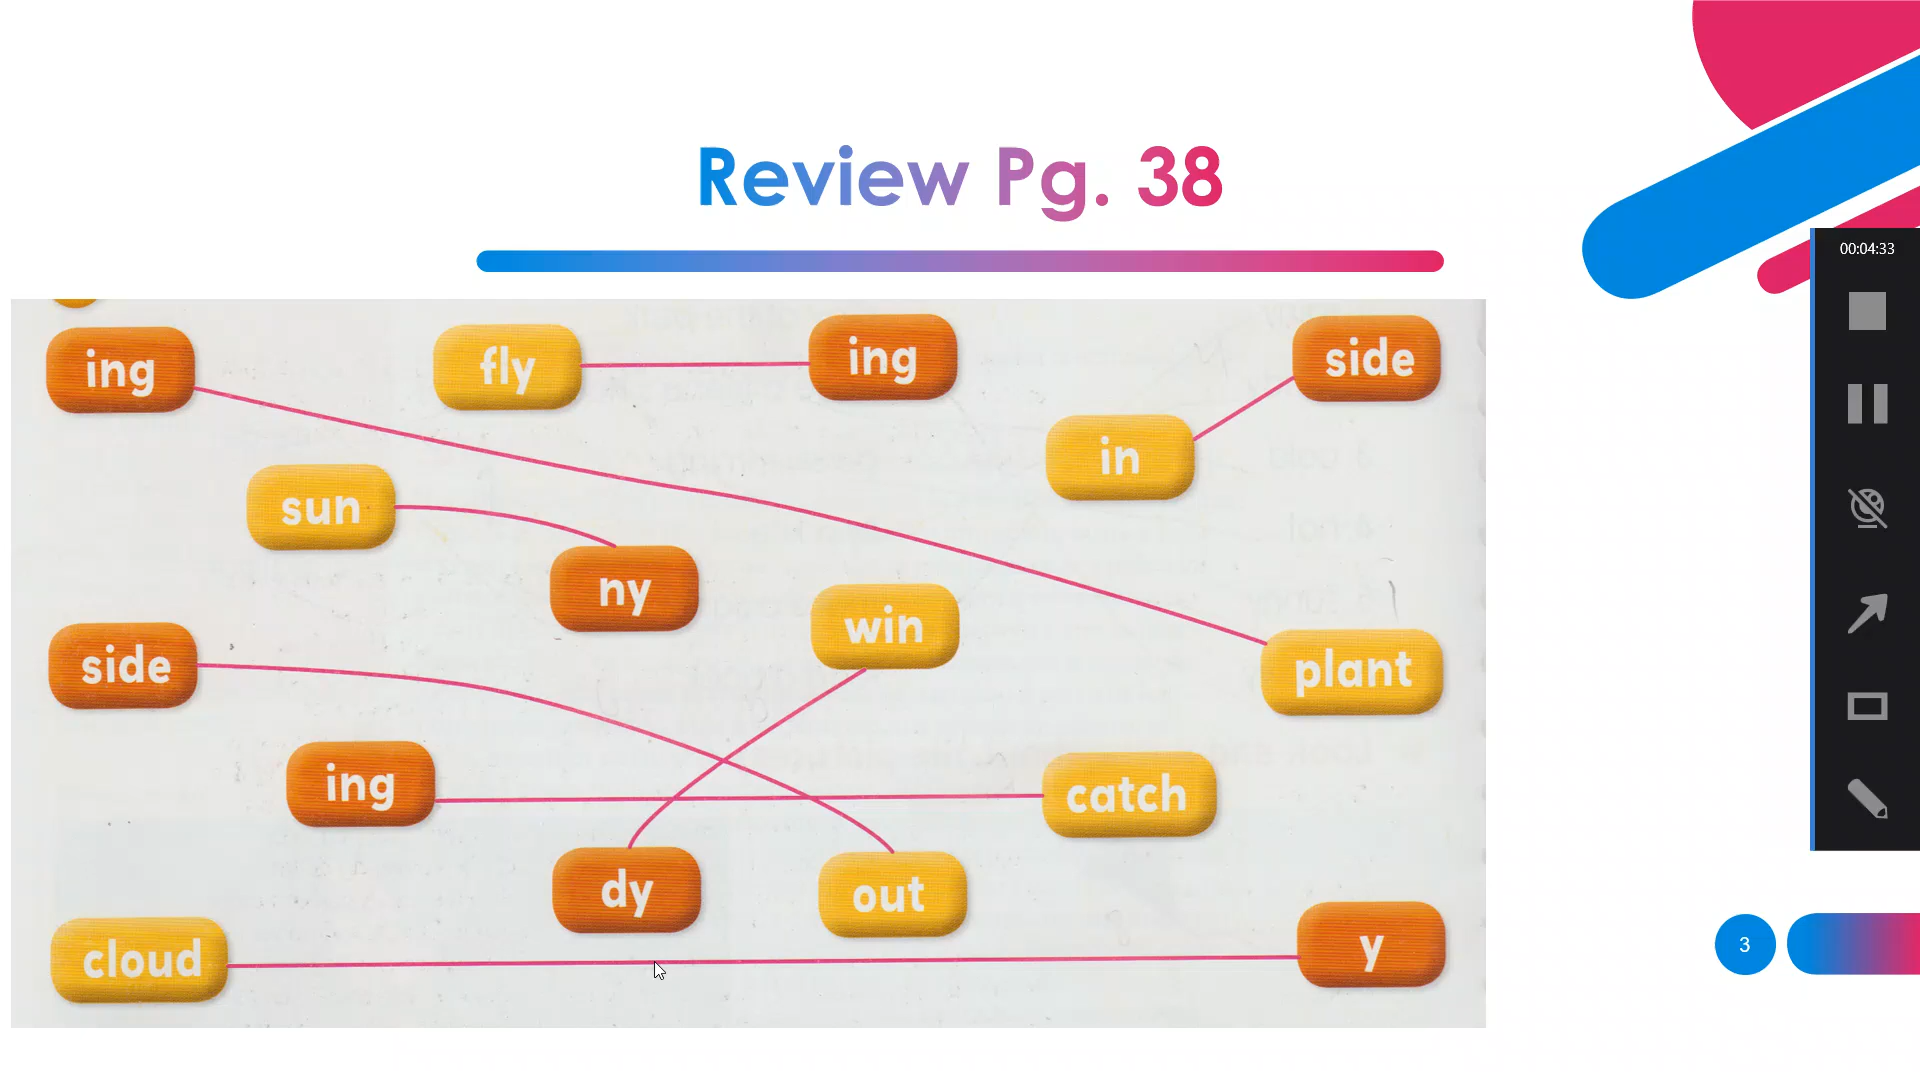 Review Pg. 38
00:04:33
ing fly ing side
in
sun
ny
win
side plant
ing catch
dy out
cloud y
3